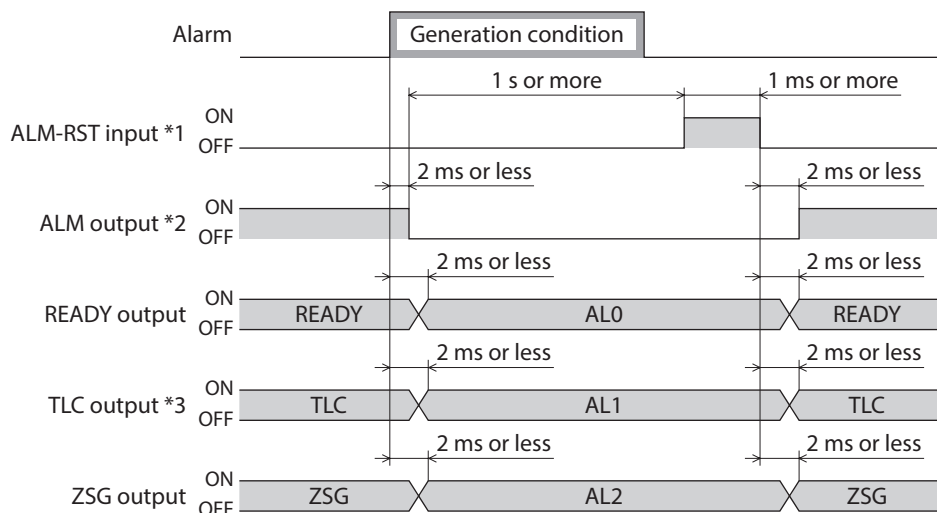 Alarm
Generation condition
1 s or more
1 ms or more
ALM-RST input *1
ON
OFF
2 ms or less
2 ms or less
ALM output *2
ON
OFF
2 ms or less
2 ms or less
READY output
ON
OFF
READY
AL0
READY
2 ms or less
2 ms or less
TLC output *3
ON
OFF
TLC
AL1
TLC
2 ms or less
2 ms or less
ZSG output
ON
OFF
ZSG
AL2
ZSG